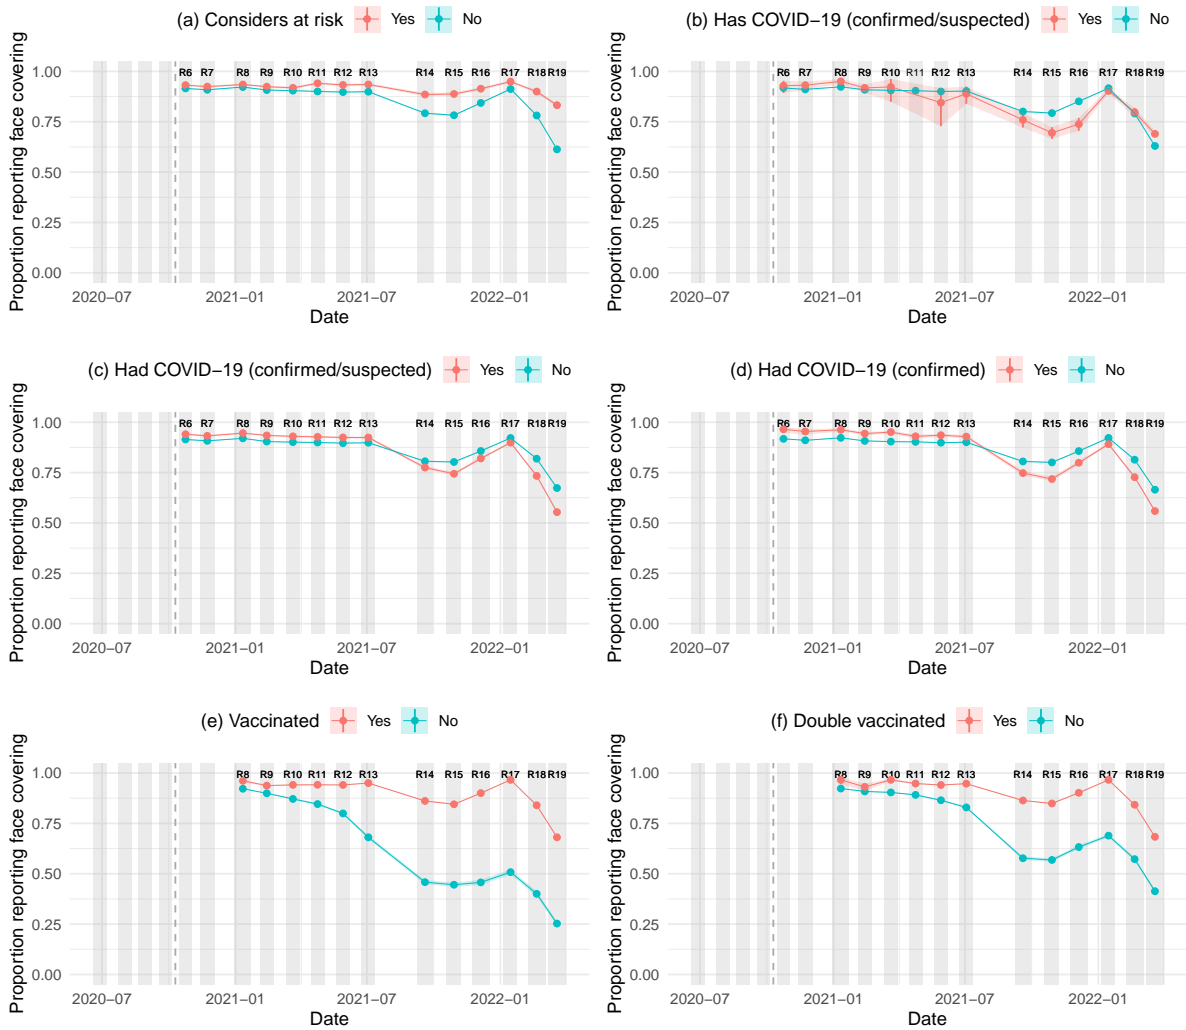 (a) Considers at risk Yes No
Proportion reporting face covering
1.00
0.75
0.50
0.25
0.00
R6 R7 R8 R9 R10 R11 R12 R13 R14 R15 R16 R17 R18 R19
2020−07 2021−01 2021−07 2022−01
Date
(b) Has COVID−19 (confirmed/suspected) Yes No
Proportion reporting face covering
1.00
0.75
0.50
0.25
0.00
R6 R7 R8 R9 R10 R11 R12 R13 R14 R15 R16 R17 R18 R19
2020−07 2021−01 2021−07 2022−01
Date
(c) Had COVID−19 (confirmed/suspected) Yes No
Proportion reporting face covering
1.00
0.75
0.50
0.25
0.00
R6 R7 R8 R9 R10 R11 R12 R13 R14 R15 R16 R17 R18 R19
2020−07 2021−01 2021−07 2022−01
Date
(d) Had COVID−19 (confirmed) Yes No
Proportion reporting face covering
1.00
0.75
0.50
0.25
0.00
R6 R7 R8 R9 R10 R11 R12 R13 R14 R15 R16 R17 R18 R19
2020−07 2021−01 2021−07 2022−01
Date
(e) Vaccinated Yes No
Proportion reporting face covering
1.00
0.75
0.50
0.25
0.00
R8 R9 R10 R11 R12 R13 R14 R15 R16 R17 R18 R19
2020−07 2021−01 2021−07 2022−01
Date
(f) Double vaccinated Yes No
Proportion reporting face covering
1.00
0.75
0.50
0.25
0.00
R8 R9 R10 R11 R12 R13 R14 R15 R16 R17 R18 R19
2020−07 2021−01 2021−07 2022−01
Date